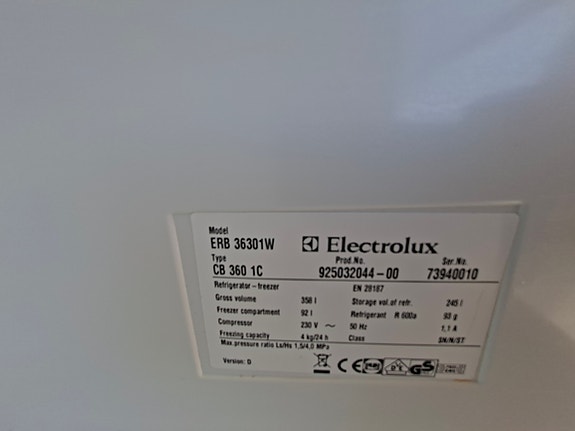 Model
ERB 36301W
Electrolux
Type
Prod.No.
Ser.No.
CB 360 1C
925032044-00
73940010
Refrigerator - freezer
EN 28187
Gross volume 358 l Storage vol.of refr. 245 l
Freezer compartment 92 l Refrigerant R 600a 93 g
Compressor 230 V ~ 50 Hz 1,1 A
Freezing capacity 4 kg/24 h Class SN/N/ST
Max.pressure ratio Ls/Hs 1,5/4,0 MPa
Version: D
CE
GS